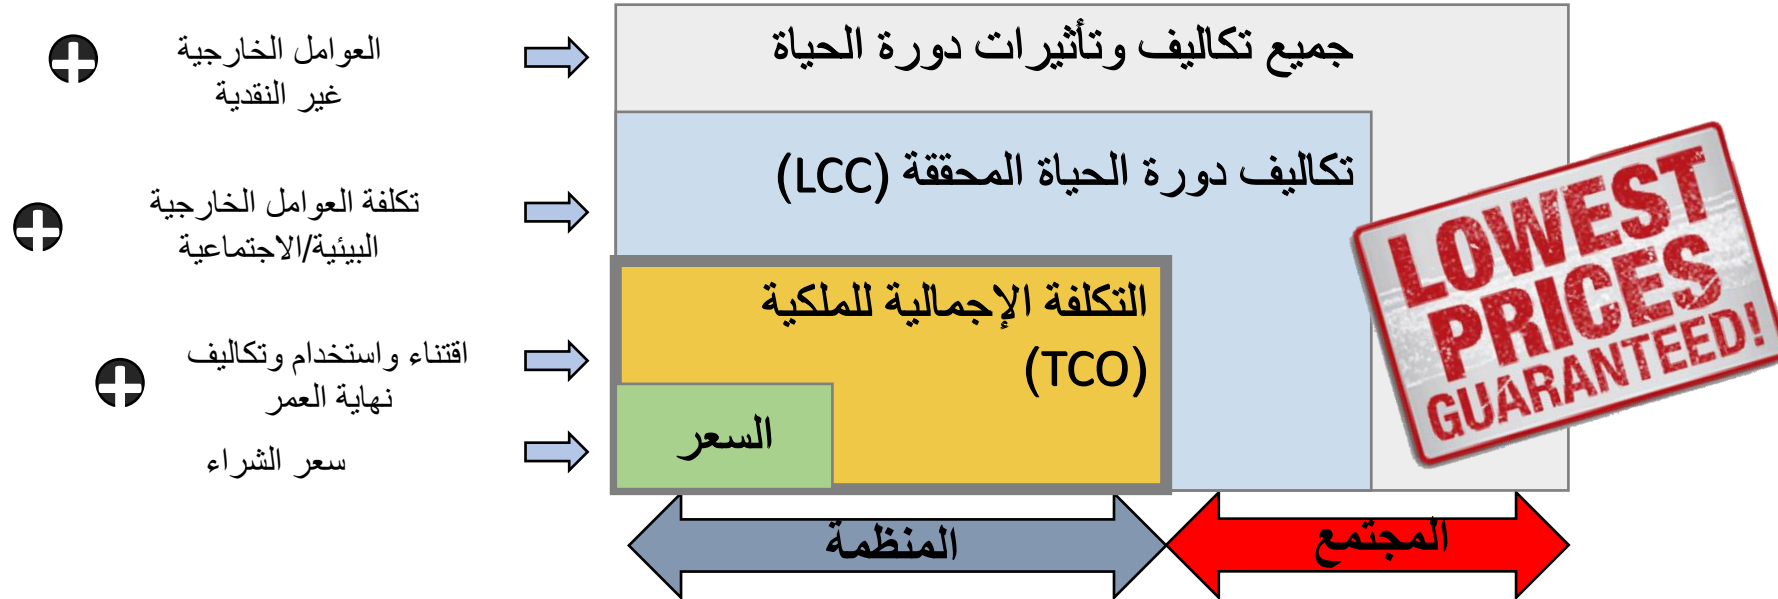 العوامل الخارجية
غير النقدية
جميع تكاليف وتأثيرات دورة الحياة
تكلفة العوامل الخارجية
البيئية/الاجتماعية
تكاليف دورة الحياة المحققة (LCC)
LOWEST
PRICES
GUARANTEED!
اقتناء واستخدام وتكاليف
نهاية العمر
التكلفة الإجمالية للملكية
(TCO)
سعر الشراء
السعر
المنظمة
المجتمع